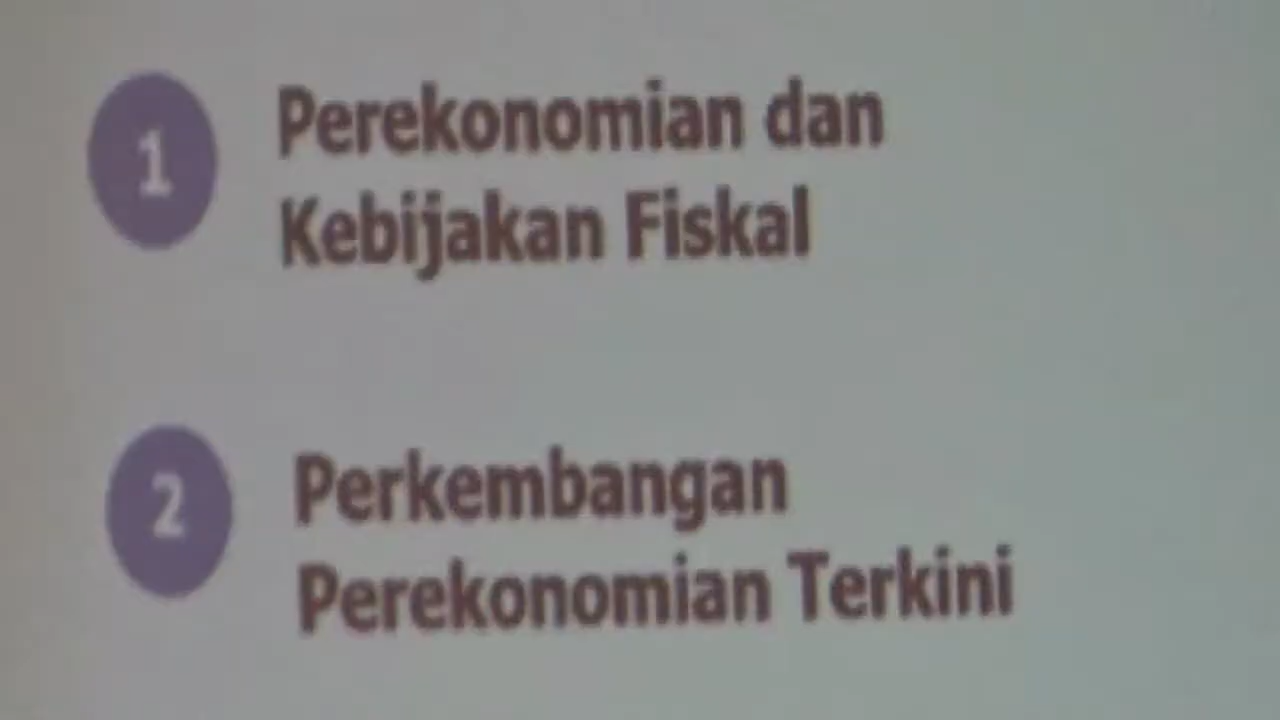 1 Perekonomian dan
Kebijakan Fiskal
2 Perkembangan
Perekonomian Terkini